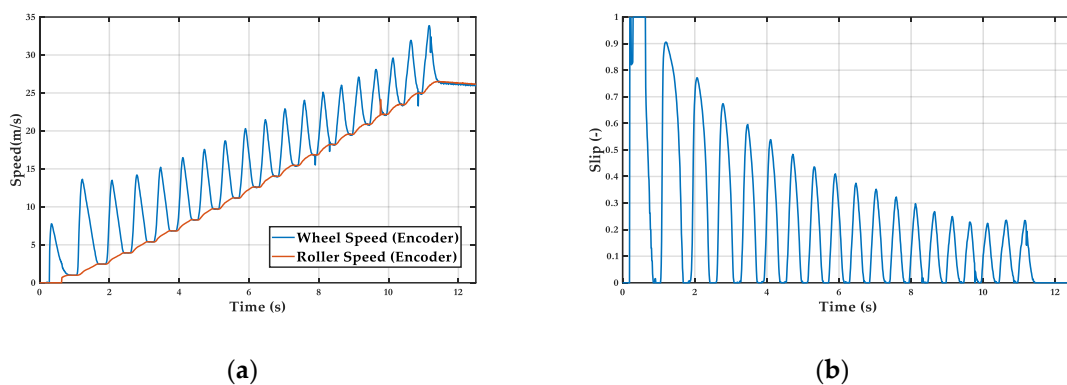 35
30
25
20
15
10
5
0
Speed(m/s)
Wheel Speed (Encoder)
Roller Speed (Encoder)
0 2 4 6 8 10 12
Time (s)
(a)
1
0.9
0.8
0.7
0.6
0.5
0.4
0.3
0.2
0.1
0
Slip (-)
0 2 4 6 8 10 12
Time (s)
(b)